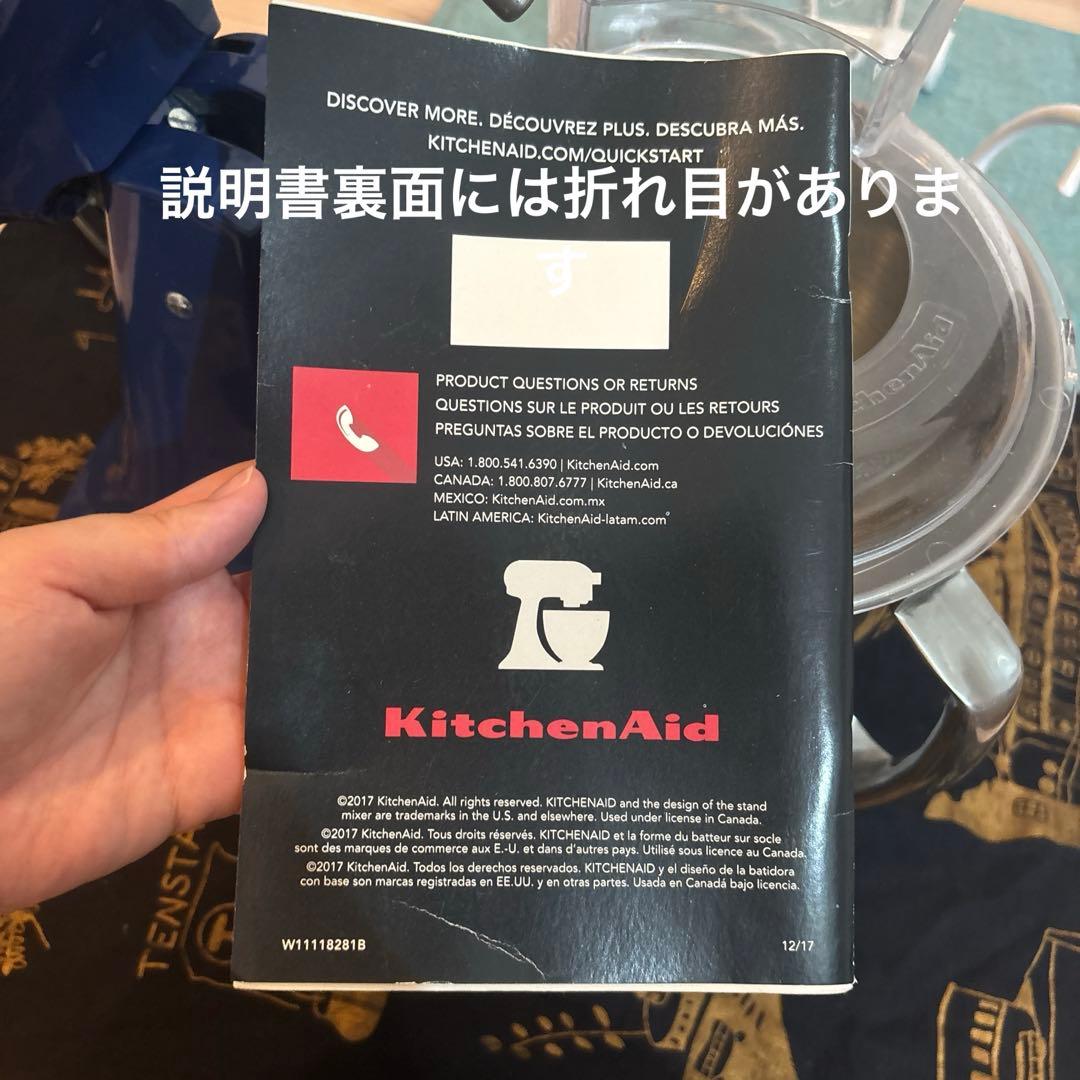 DISCOVER MORE. DÉCOUVREZ PLUS. DESCUBRA MÁS.
KITCHENAID.COM/QUICKSTART
説明書裏面には折れ目がありま
す
PRODUCT QUESTIONS OR RETURNS
QUESTIONS SUR LE PRODUIT OU LES RETOURS
PREGUNTAS SOBRE EL PRODUCTO O DEVOLUCIÓNES
USA: 1.800.541.6390 | KitchenAid.com
CANADA: 1.800.807.6777 | KitchenAid.ca
MEXICO: KitchenAid.com.mx
LATIN AMERICA: KitchenAid-latam.com
KitchenAid
©2017 KitchenAid. All rights reserved. KITCHENAID and the design of the stand
mixer are trademarks in the U.S. and elsewhere. Used under license in Canada.
©2017 KitchenAid. Tous droits réservés. KITCHENAID et la forme du batteur sur socle
sont des marques de commerce aux E.-U. et dans d'autres pays. Utilisé sous licence au Canada.
©2017 KitchenAid. Todos los derechos reservados. KITCHENAID y el diseño de la batidora
con base son marcas registradas en EE.UU. y en otras partes. Usada en Canadá bajo licencia.
W11118281B
12/17
KitchenAid
TENSTA